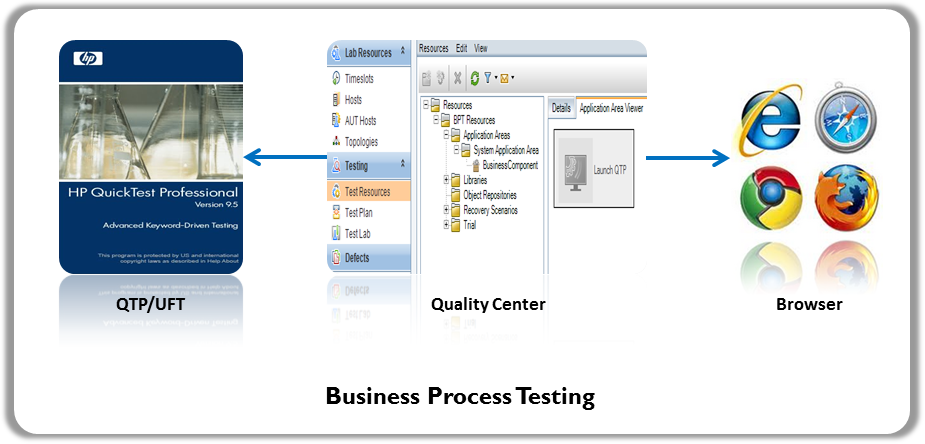 hp
HP QuickTest Professional
Version 9.5
Advanced Keyword-Driven Testing
This program is protected by US and international
copyright laws as described in Help About
QTP/UFT
Lab Resources
Timeslots
Hosts
AUT Hosts
Topologies
Testing
Test Resources
Test Plan
Test Lab
Defects
Resources Edit View
Resources
BPT Resources
Application Areas
System Application Area
BusinessComponent
Libraries
Object Repositories
Recovery Scenarios
Trial
Details Application Area Viewer
Launch QTP
Quality Center
Browser
Business Process Testing